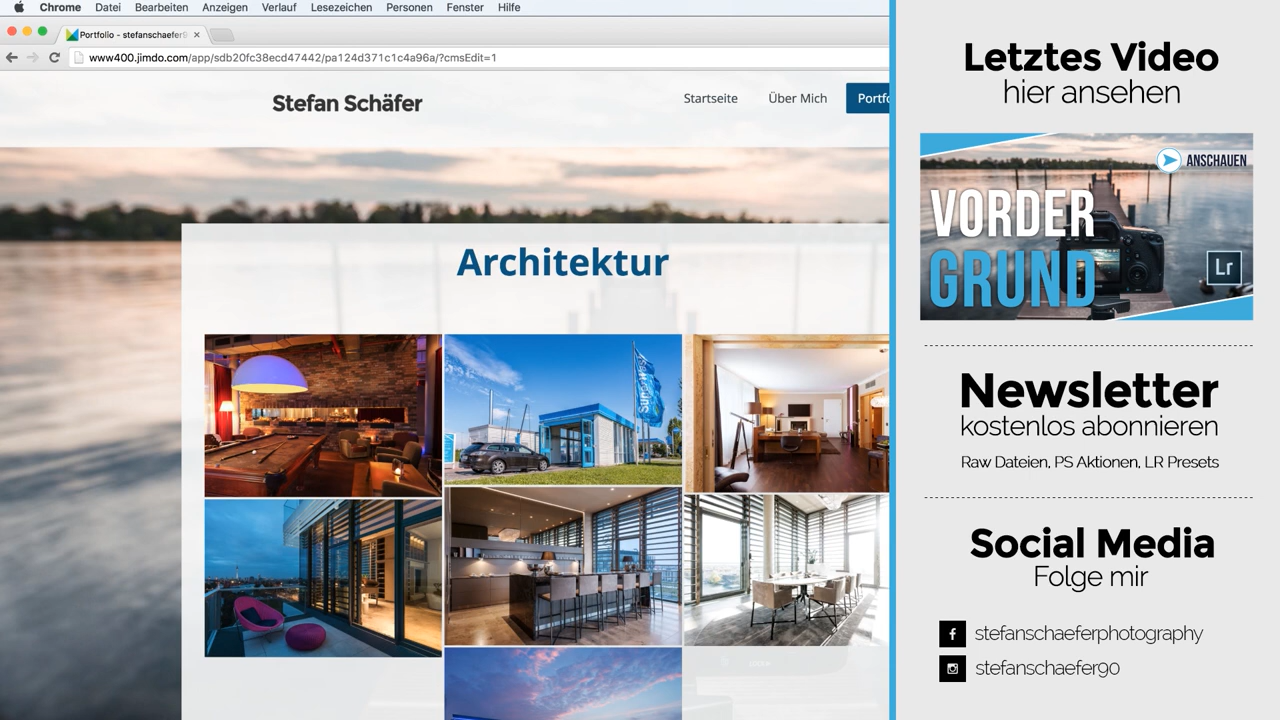 Chrome Datei Bearbeiten Anzeigen Verlauf Lesezeichen Personen Fenster Hilfe
Portfolio - stefanschaefer9
www400.jimdo.com/app/sdb20fc38ecd47442/pa124d371c1c4a96a/?cmsEdit=1
Stefan Schäfer
Startseite Über Mich Portfo
Architektur
Letztes Video
hier ansehen
ANSCHAUEN
VORDER
GRUND
Lr
Newsletter
kostenlos abonnieren
Raw Dateien, PS Aktionen, LR Presets
Social Media
Folge mir
stefanschaeferphotography
stefanschaefer90